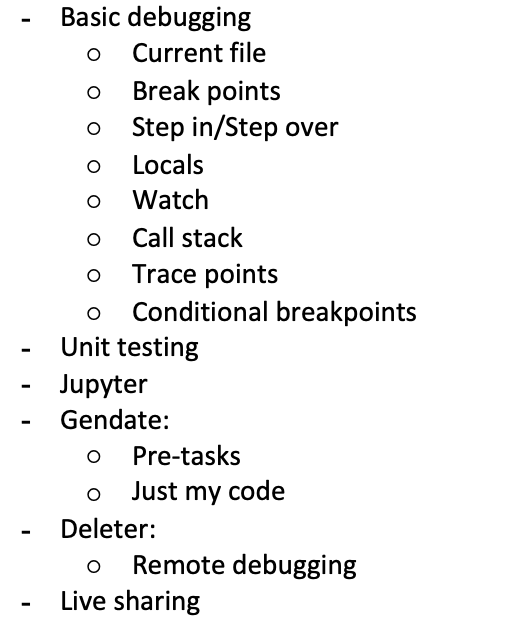 - Basic debugging
o Current file
o Break points
o Step in/Step over
o Locals
o Watch
o Call stack
o Trace points
o Conditional breakpoints
- Unit testing
- Jupyter
- Gendate:
o Pre-tasks
o Just my code
- Deleter:
o Remote debugging
- Live sharing